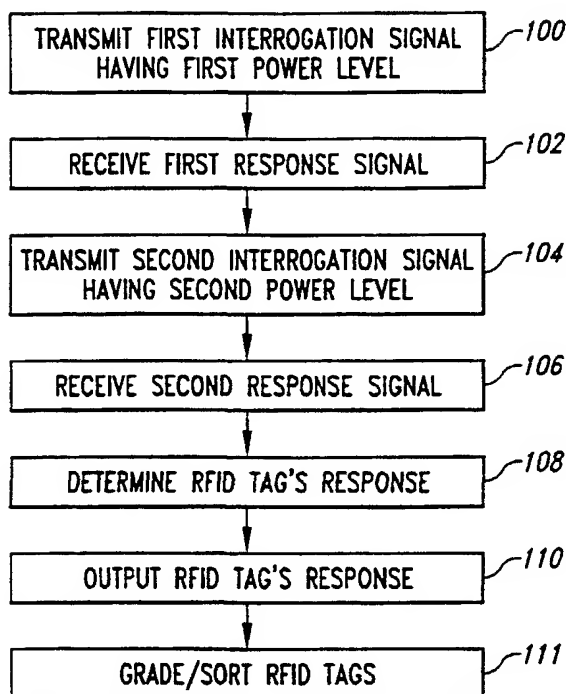 TRANSMIT FIRST INTERROGATION SIGNAL
HAVING FIRST POWER LEVEL
100
RECEIVE FIRST RESPONSE SIGNAL
102
TRANSMIT SECOND INTERROGATION SIGNAL
HAVING SECOND POWER LEVEL
104
RECEIVE SECOND RESPONSE SIGNAL
106
DETERMINE RFID TAG'S RESPONSE
108
OUTPUT RFID TAG'S RESPONSE
110
GRADE/SORT RFID TAGS
111